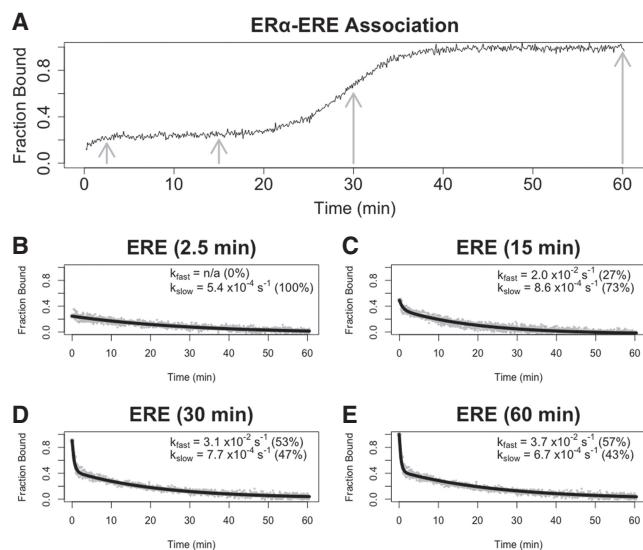 A
ERα-ERE Association
Fraction Bound
0.0 0.4 0.8
0 10 20 30 40 50 60
Time (min)
B
ERE (2.5 min)
k_fast = n/a (0%)
k_slow = 5.4 x10⁻⁴ s⁻¹ (100%)
Fraction Bound
0.0 0.4 0.8
0 10 20 30 40 50 60
Time (min)
C
ERE (15 min)
k_fast = 2.0 x10⁻² s⁻¹ (27%)
k_slow = 8.6 x10⁻⁴ s⁻¹ (73%)
Fraction Bound
0.0 0.4 0.8
0 10 20 30 40 50 60
Time (min)
D
ERE (30 min)
k_fast = 3.1 x10⁻² s⁻¹ (53%)
k_slow = 7.7 x10⁻⁴ s⁻¹ (47%)
Fraction Bound
0.0 0.4 0.8
0 10 20 30 40 50 60
Time (min)
E
ERE (60 min)
k_fast = 3.7 x10⁻² s⁻¹ (57%)
k_slow = 6.7 x10⁻⁴ s⁻¹ (43%)
Fraction Bound
0.0 0.4 0.8
0 10 20 30 40 50 60
Time (min)